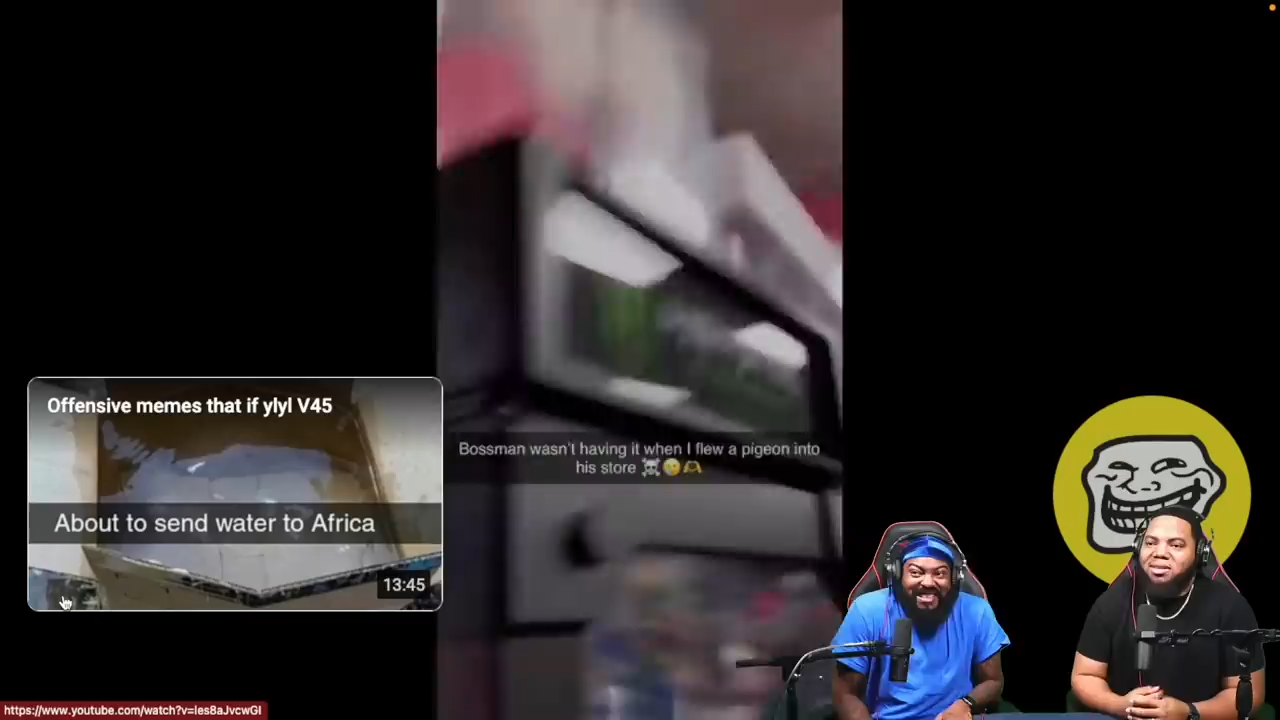 Offensive memes that if ylyl V45
About to send water to Africa
13:45
Bossman wasn't having it when I flew a pigeon into
his store ☠️🤕🫶
https://www.youtube.com/watch?v=les8aJvcwGI